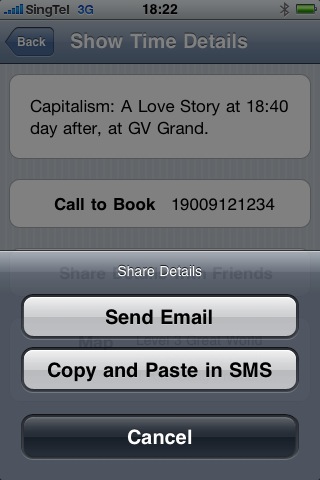 SingTel 3G 18:22
Back Show Time Details
Capitalism: A Love Story at 18:40
day after, at GV Grand.
Call to Book 19009121234
Share Details
Share Friends
Send Email
Map Level 3 Great World
Copy and Paste in SMS
Cancel